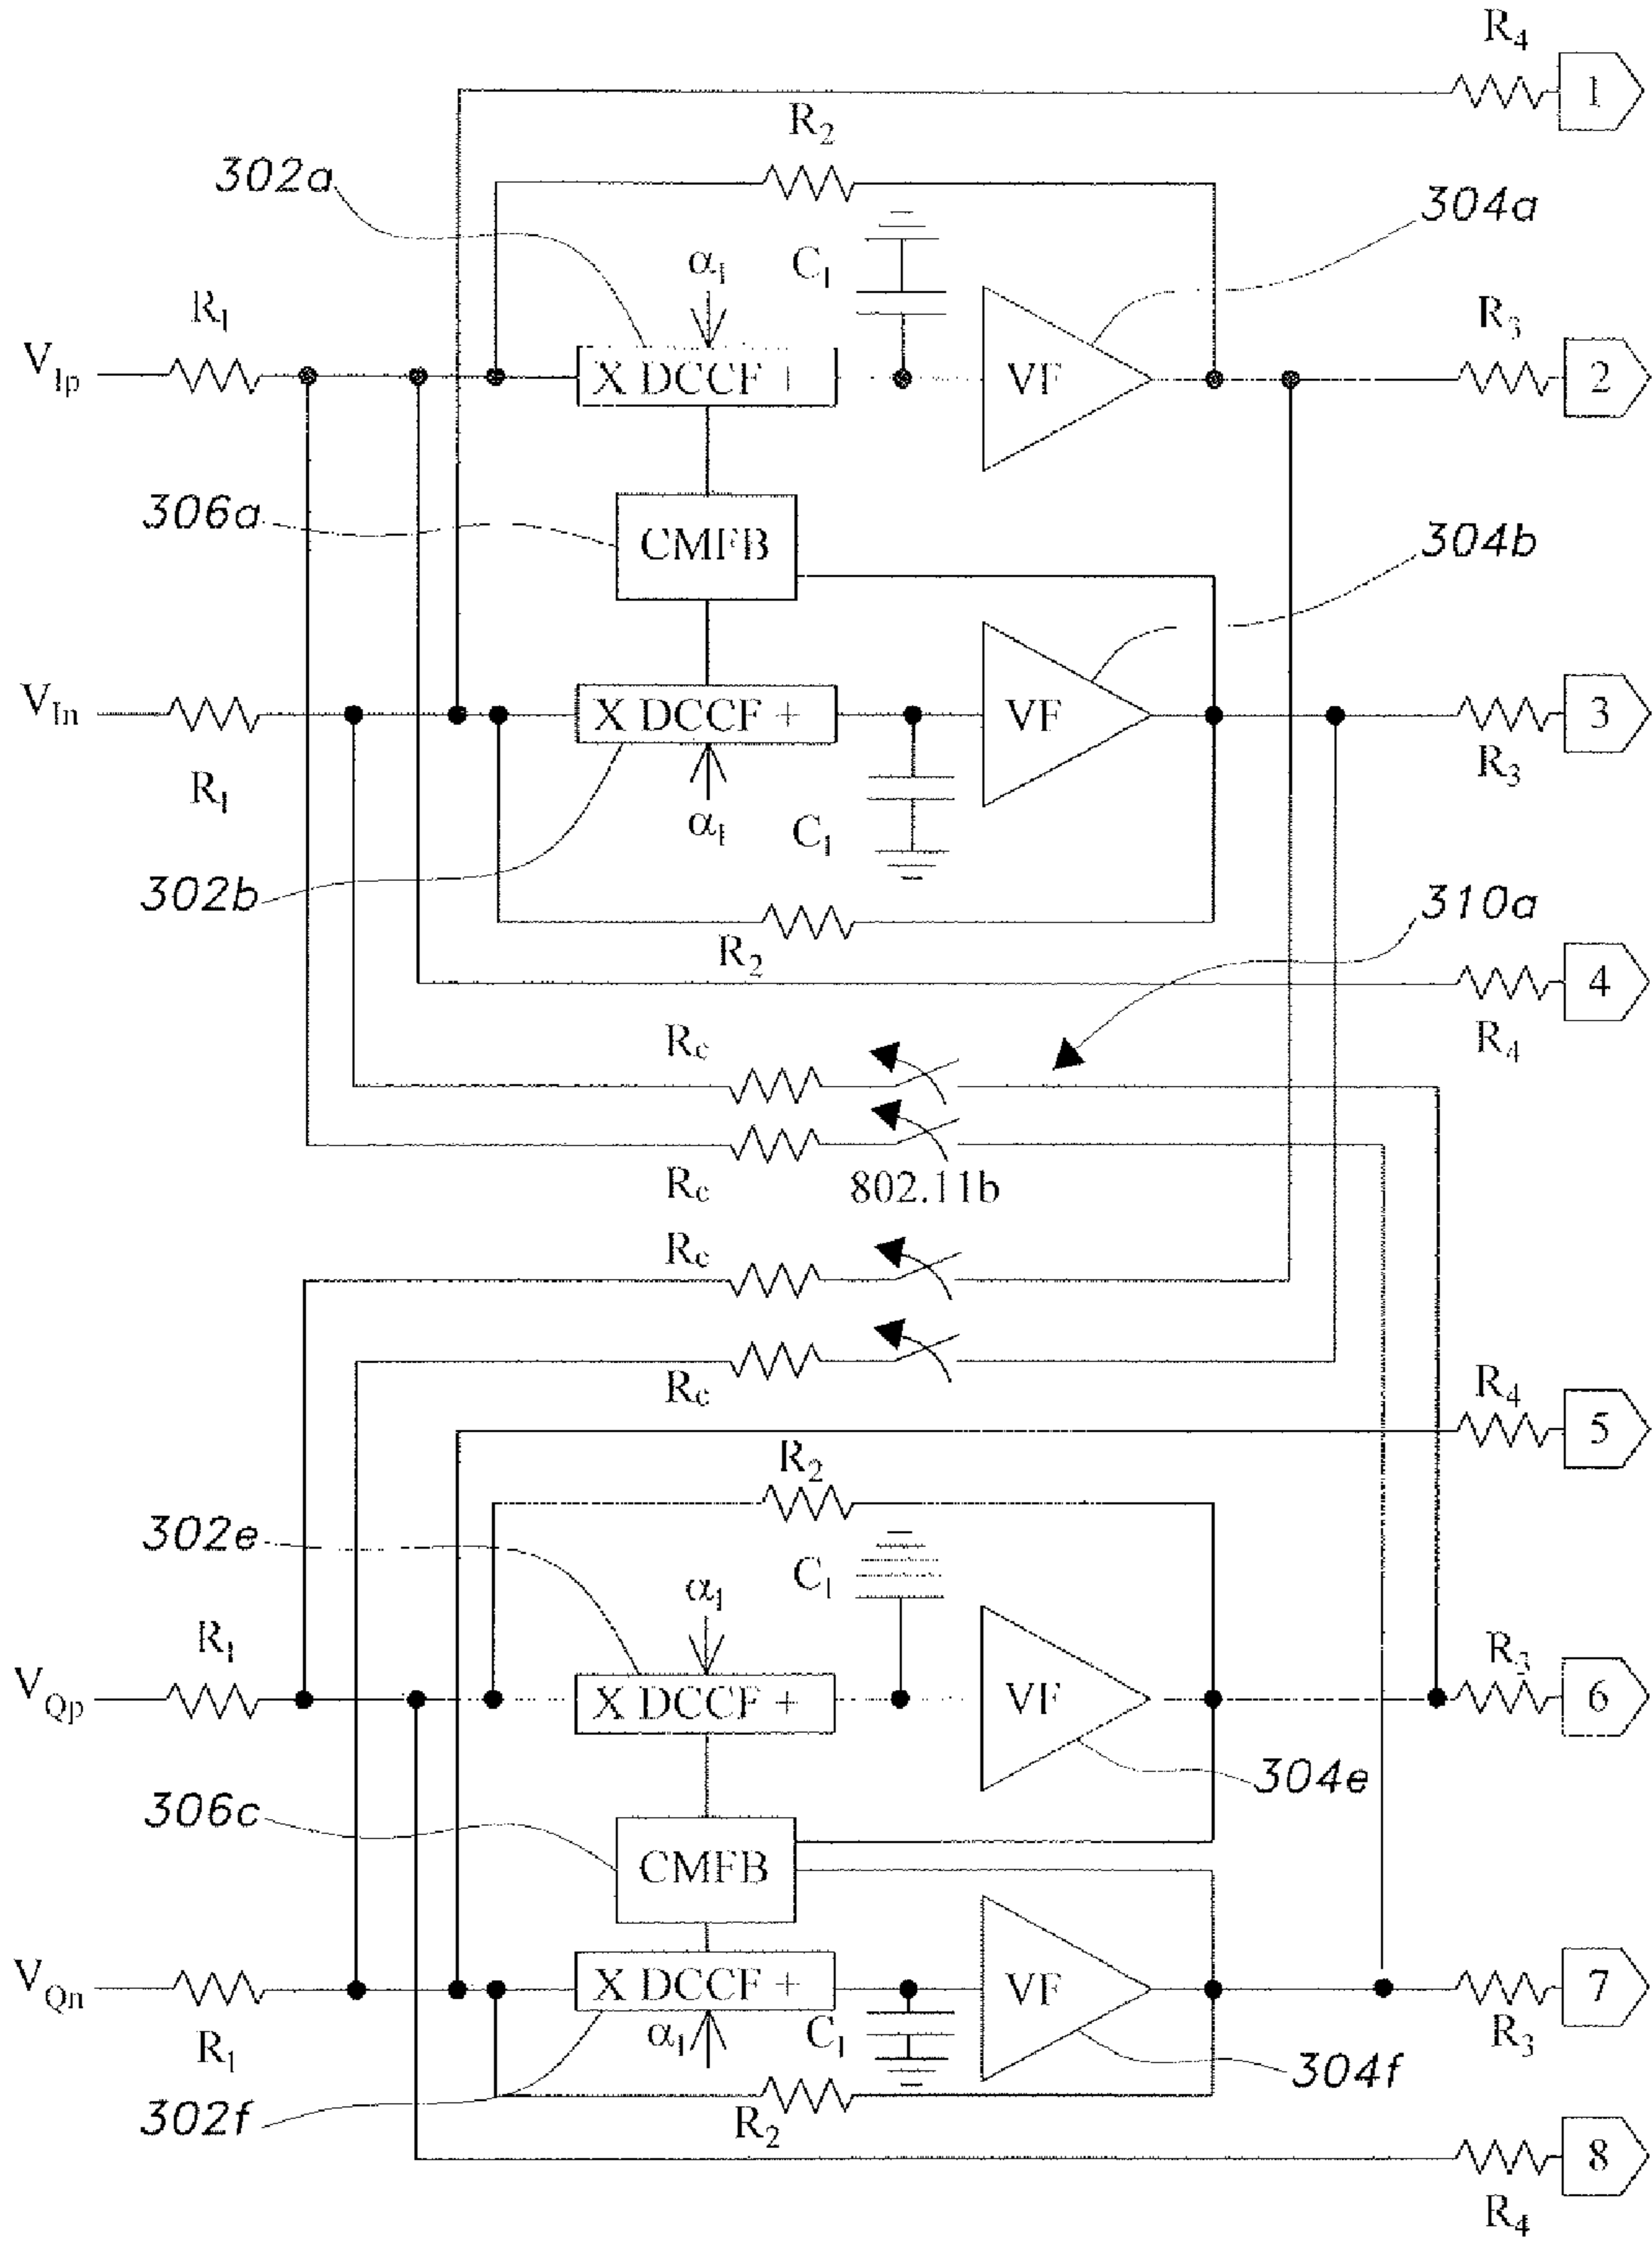 R4
1
R2
302a
304a
α1
C1
R1
R3
VIp
X DCCF +
VF
2
306a
CMFB
304b
VIn
X DCCF +
VF
3
R1
R3
α1
C1
302b
310a
R2
4
Rc
R4
Rc
802.11b
Rc
Rc
R4
5
R2
302e
C1
α1
R1
R3
VQp
X DCCF +
VF
6
304e
306c
CMFB
VQn
X DCCF +
VF
7
R1
α1
C1
R3
304f
302f
R2
8
R4